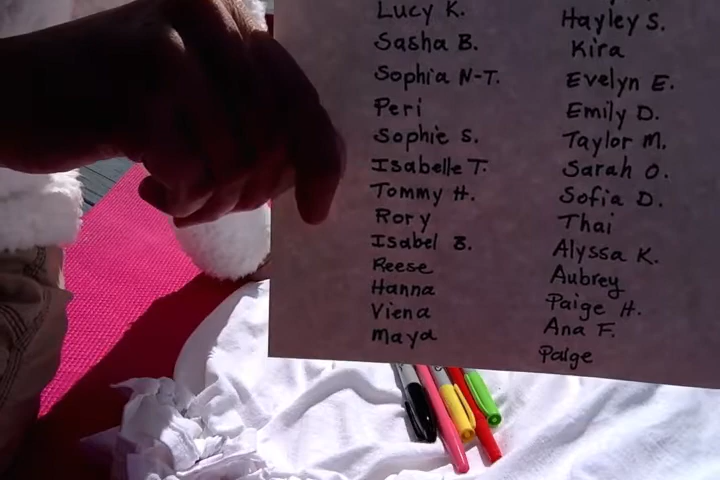 Lucy K.
Sasha B.
Sophia N-T.
Peri
Sophie S.
Isabelle T.
Tommy H.
Rory
Isabel B.
Reese
Hanna
Viena
Maya
Hayley S.
Kira
Evelyn E.
Emily D.
Taylor M.
Sarah O.
Sofia D.
Thai
Alyssa K.
Aubrey
Paige H.
Ana F.
Paige